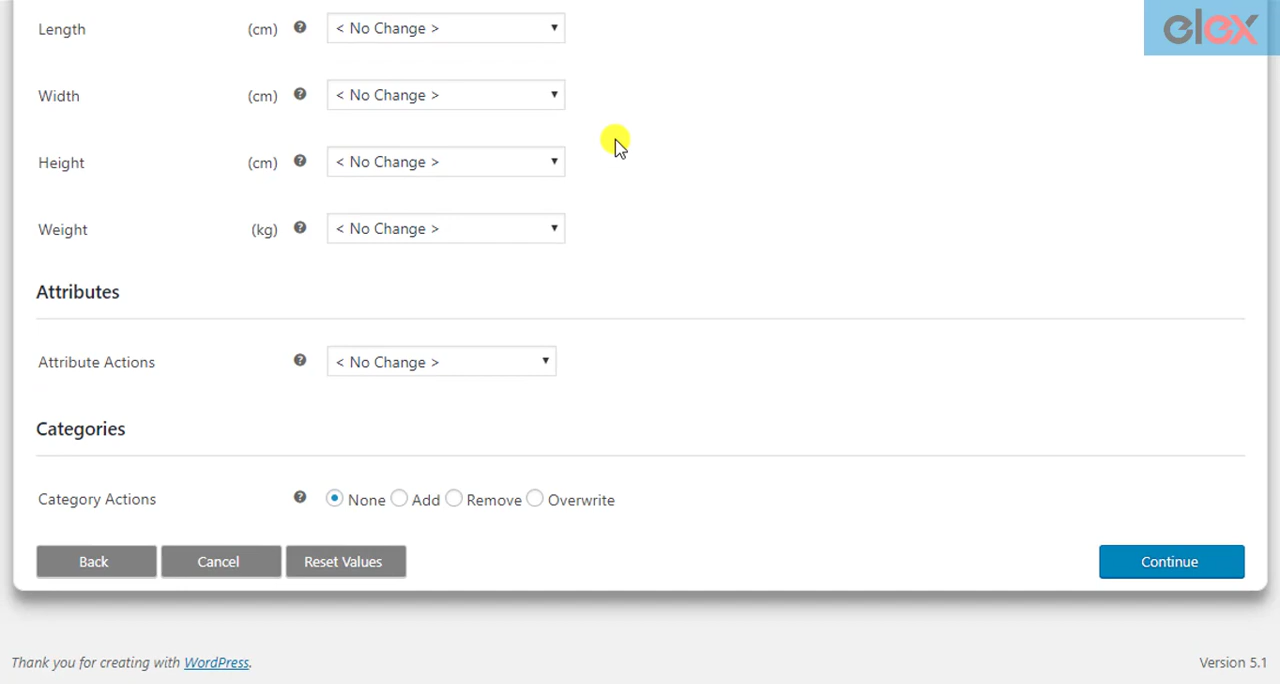 elex
Length (cm) ? < No Change >
Width (cm) ? < No Change >
Height (cm) ? < No Change >
Weight (kg) ? < No Change >
Attributes
Attribute Actions ? < No Change >
Categories
Category Actions ? None Add Remove Overwrite
Back Cancel Reset Values Continue
Thank you for creating with WordPress. Version 5.1